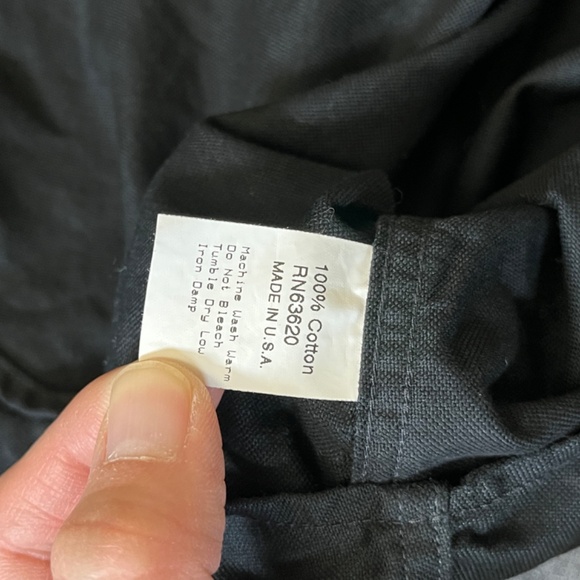 100% Cotton
RN63620
MADE IN U.S.A.
Machine Wash Warm
Do Not Bleach
Tumble Dry Low
Iron Damp